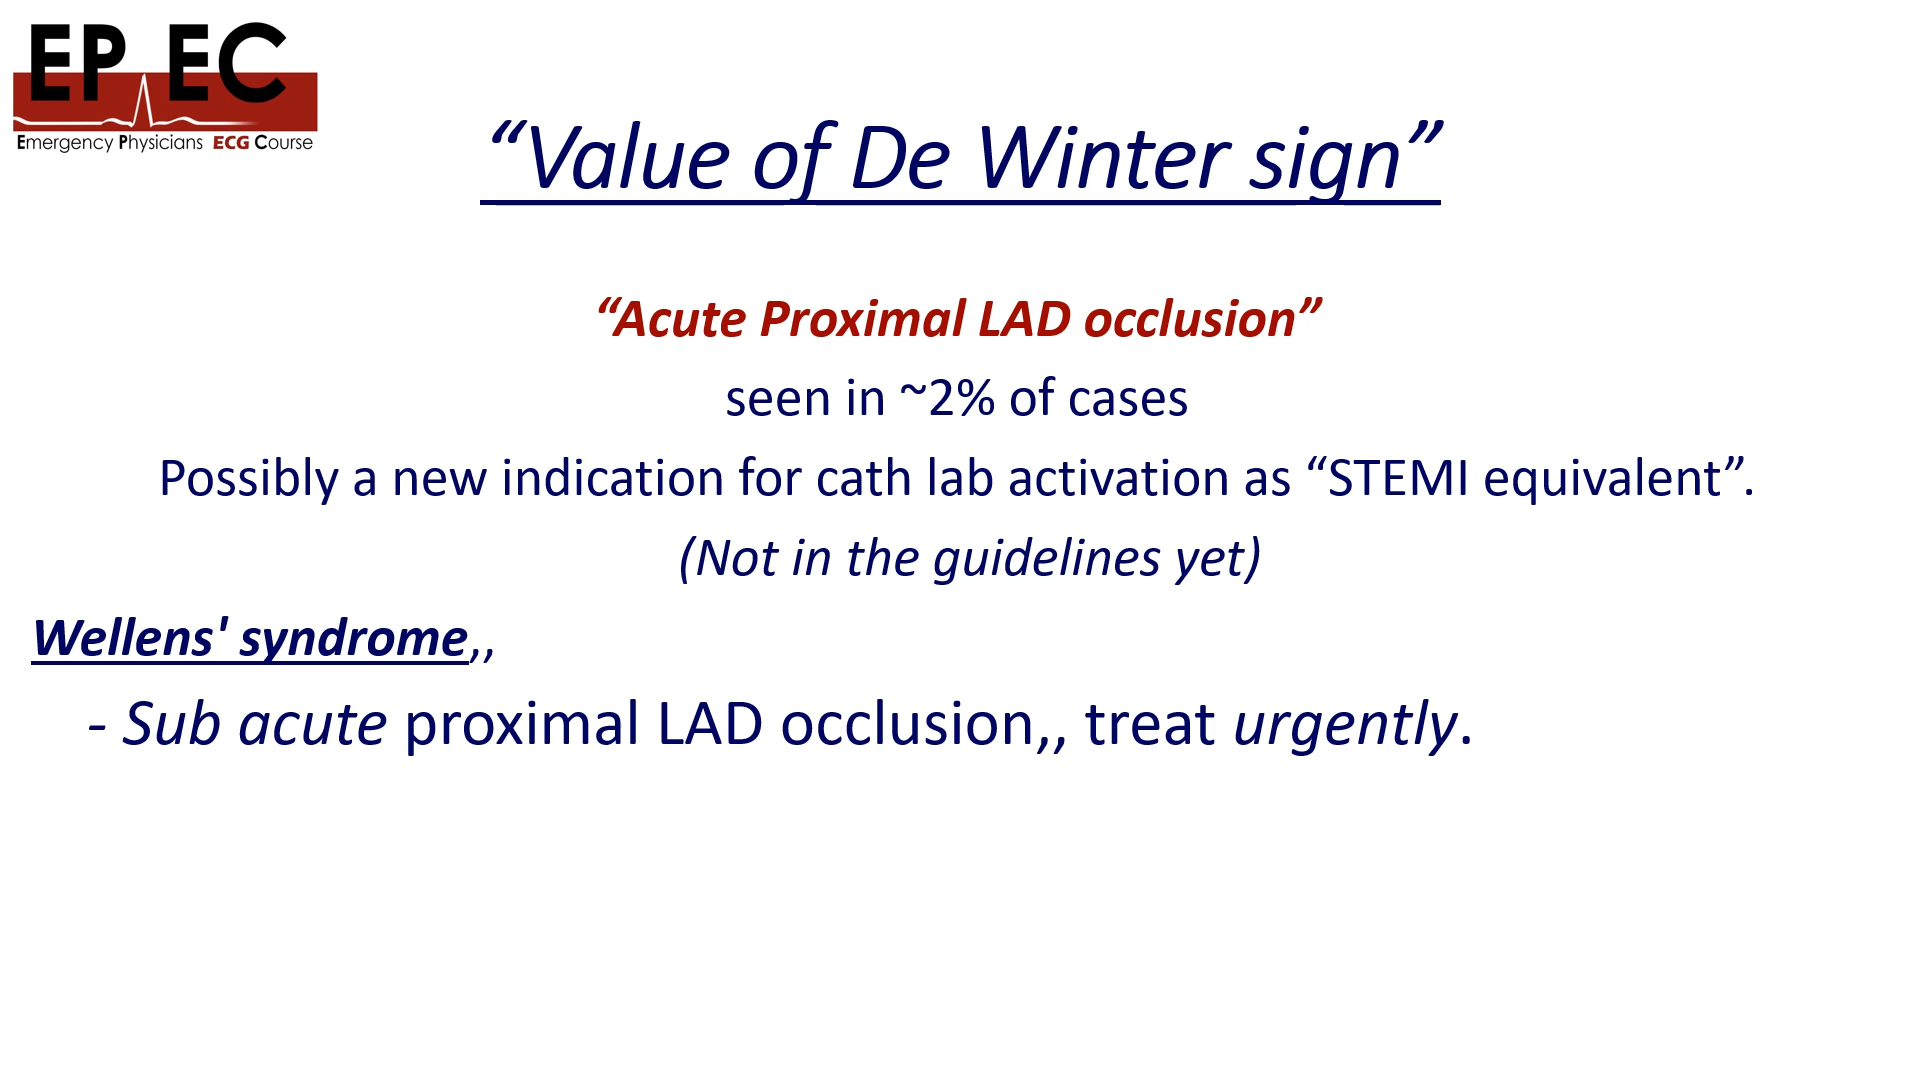 EP EC
Emergency Physicians ECG Course
“Value of De Winter sign”
“Acute Proximal LAD occlusion”
seen in ~2% of cases
Possibly a new indication for cath lab activation as “STEMI equivalent”.
(Not in the guidelines yet)
Wellens' syndrome,,
- Sub acute proximal LAD occlusion,, treat urgently.